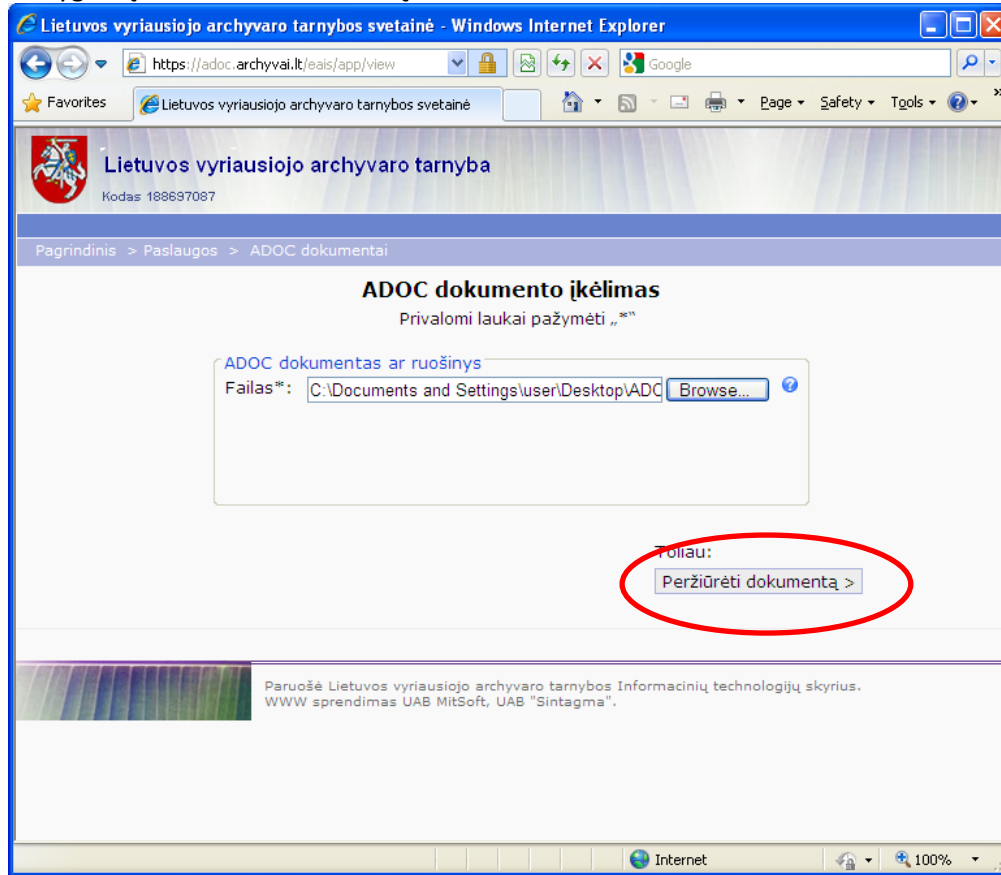 Lietuvos vyriausiojo archyvaro tarnybos svetainė - Windows Internet Explorer
https://adoc.archyvai.lt/eais/app/view
Google
Favorites
Lietuvos vyriausiojo archyvaro tarnybos svetainė
Page
Safety
Tools
Lietuvos vyriausiojo archyvaro tarnyba
Kodas 188697087
Pagrindinis > Paslaugos > ADOC dokumentai
ADOC dokumento įkėlimas
Privalomi laukai pažymėti „*“
ADOC dokumentas ar ruošinys
Failas*: C:\Documents and Settings\user\Desktop\ADC Browse...
Toliau:
Peržiūrėti dokumentą >
Paruošė Lietuvos vyriausiojo archyvaro tarnybos Informacinių technologijų skyrius.
WWW sprendimas UAB MitSoft, UAB "Sintagma".
Internet
100%